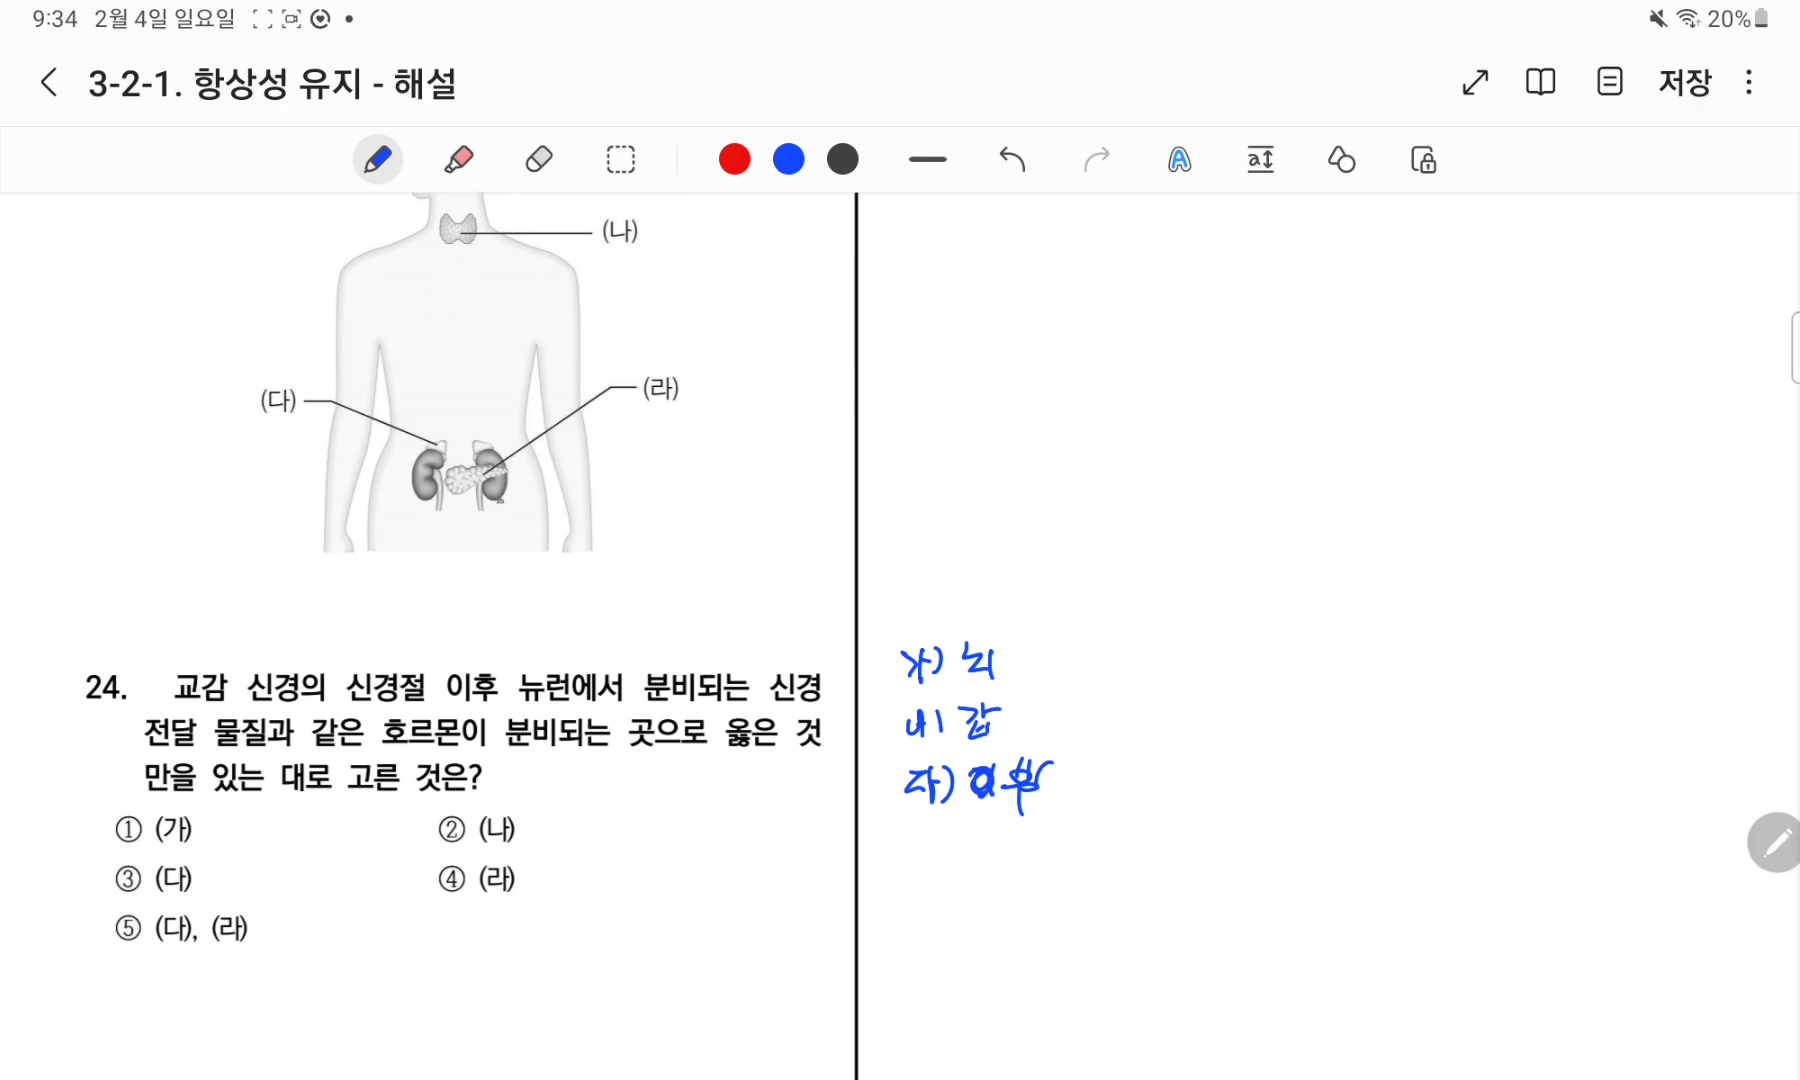 9:34 2월 4일 일요일
20%
3-2-1. 항상성 유지 - 해설
저장
(나)
(다)
(라)
24. 교감 신경의 신경절 이후 뉴런에서 분비되는 신경
전달 물질과 같은 호르몬이 분비되는 곳으로 옳은 것
만을 있는 대로 고른 것은?
① (가) ② (나)
③ (다) ④ (라)
⑤ (다), (라)
가) 뇌
나) 갑
다)